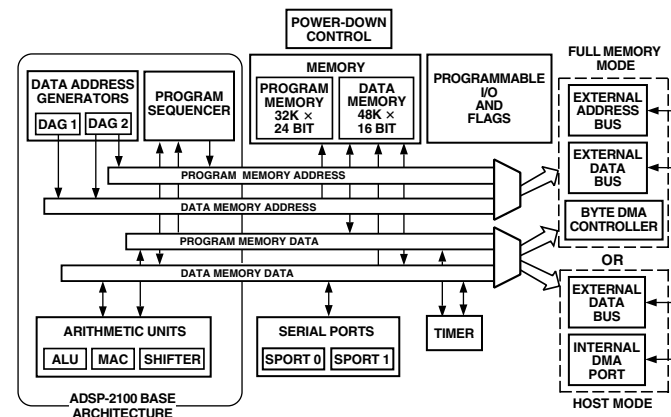 POWER-DOWN
CONTROL
FULL MEMORY
MODE
DATA ADDRESS
GENERATORS
DAG 1
DAG 2
PROGRAM
SEQUENCER
MEMORY
PROGRAM
MEMORY
32K ×
24 BIT
DATA
MEMORY
48K ×
16 BIT
PROGRAMMABLE
I/O
AND
FLAGS
EXTERNAL
ADDRESS
BUS
EXTERNAL
DATA
BUS
BYTE DMA
CONTROLLER
PROGRAM MEMORY ADDRESS
DATA MEMORY ADDRESS
PROGRAM MEMORY DATA
DATA MEMORY DATA
OR
ARITHMETIC UNITS
ALU
MAC
SHIFTER
SERIAL PORTS
SPORT 0
SPORT 1
TIMER
EXTERNAL
DATA
BUS
INTERNAL
DMA
PORT
ADSP-2100 BASE
ARCHITECTURE
HOST MODE